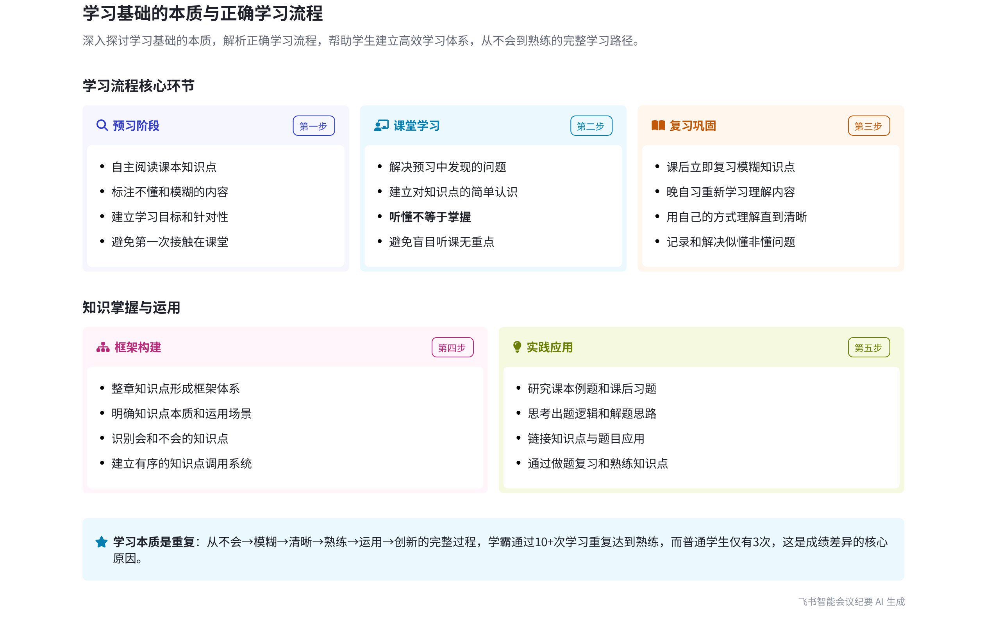 学习基础的本质与正确学习流程
深入探讨学习基础的本质，解析正确学习流程，帮助学生建立高效学习体系，从不会到熟练的完整学习路径。
学习流程核心环节
预习阶段
第一步
• 自主阅读课本知识点
• 标注不懂和模糊的内容
• 建立学习目标和针对性
• 避免第一次接触在课堂
课堂学习
第二步
• 解决预习中发现的问题
• 建立对知识点的简单认识
• 听懂不等于掌握
• 避免盲目听课无重点
复习巩固
第三步
• 课后立即复习模糊知识点
• 晚自习重新学习理解内容
• 用自己的方式理解直到清晰
• 记录和解决似懂非懂问题
知识掌握与运用
框架构建
第四步
• 整章知识点形成框架体系
• 明确知识点本质和运用场景
• 识别会和不会的知识点
• 建立有序的知识点调用系统
实践应用
第五步
• 研究课本例题和课后习题
• 思考出题逻辑和解题思路
• 链接知识点与题目应用
• 通过做题复习和熟练知识点
学习本质是重复：从不会→模糊→清晰→熟练→运用→创新的完整过程，学霸通过10+次学习重复达到熟练，而普通学生仅有3次，这是成绩差异的核心
原因。
飞书智能会议纪要 AI 生成